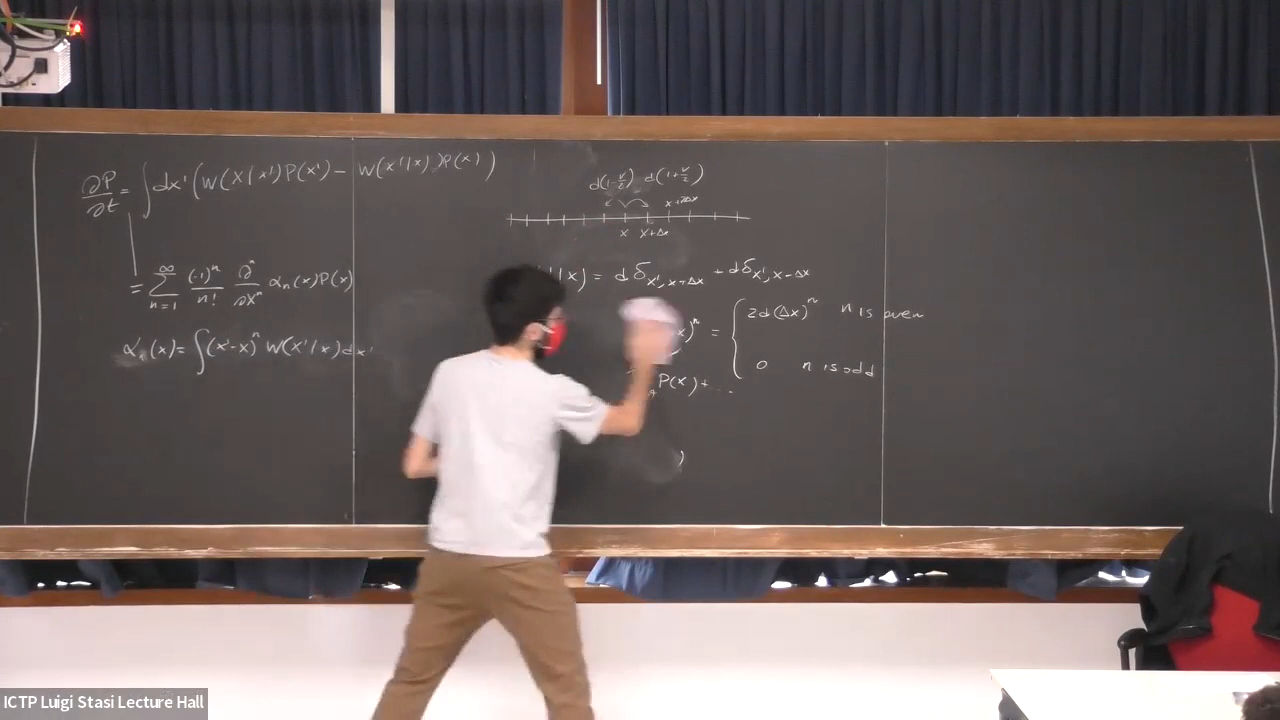 ∂P/∂t = ∫dx'(W(x|x')P(x') − W(x'|x)P(x))
= Σ_{n=1}^{∞} (-1)^n/n! ∂^n/∂x^n α_n(x)P(x)
α_n(x) = ∫(x'-x)^n W(x'|x)dx'
d(1-v/2) d(1+v/2)
x+2Δx
x x+Δx
'(x) = d δ_{x', x+Δx} + d δ_{x', x-Δx}
x)^n = { 2d(Δx)^n n is even
0 n is odd
P(x)+ ...
)
ICTP Luigi Stasi Lecture Hall